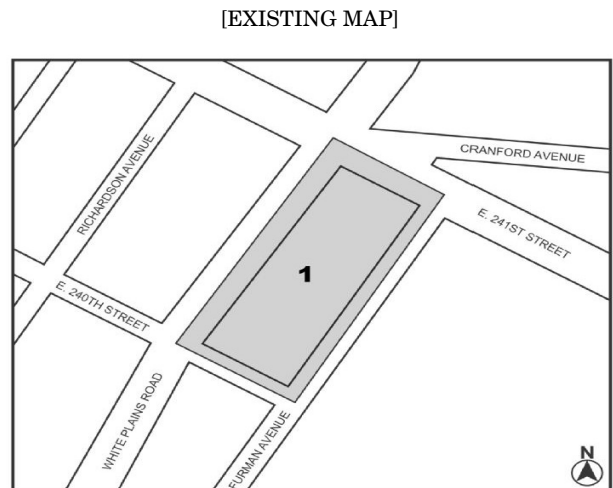 [EXISTING MAP]
RICHARDSON AVENUE
CRANFORD AVENUE
E. 241ST STREET
1
E. 240TH STREET
WHITE PLAINS ROAD
FURMAN AVENUE
N